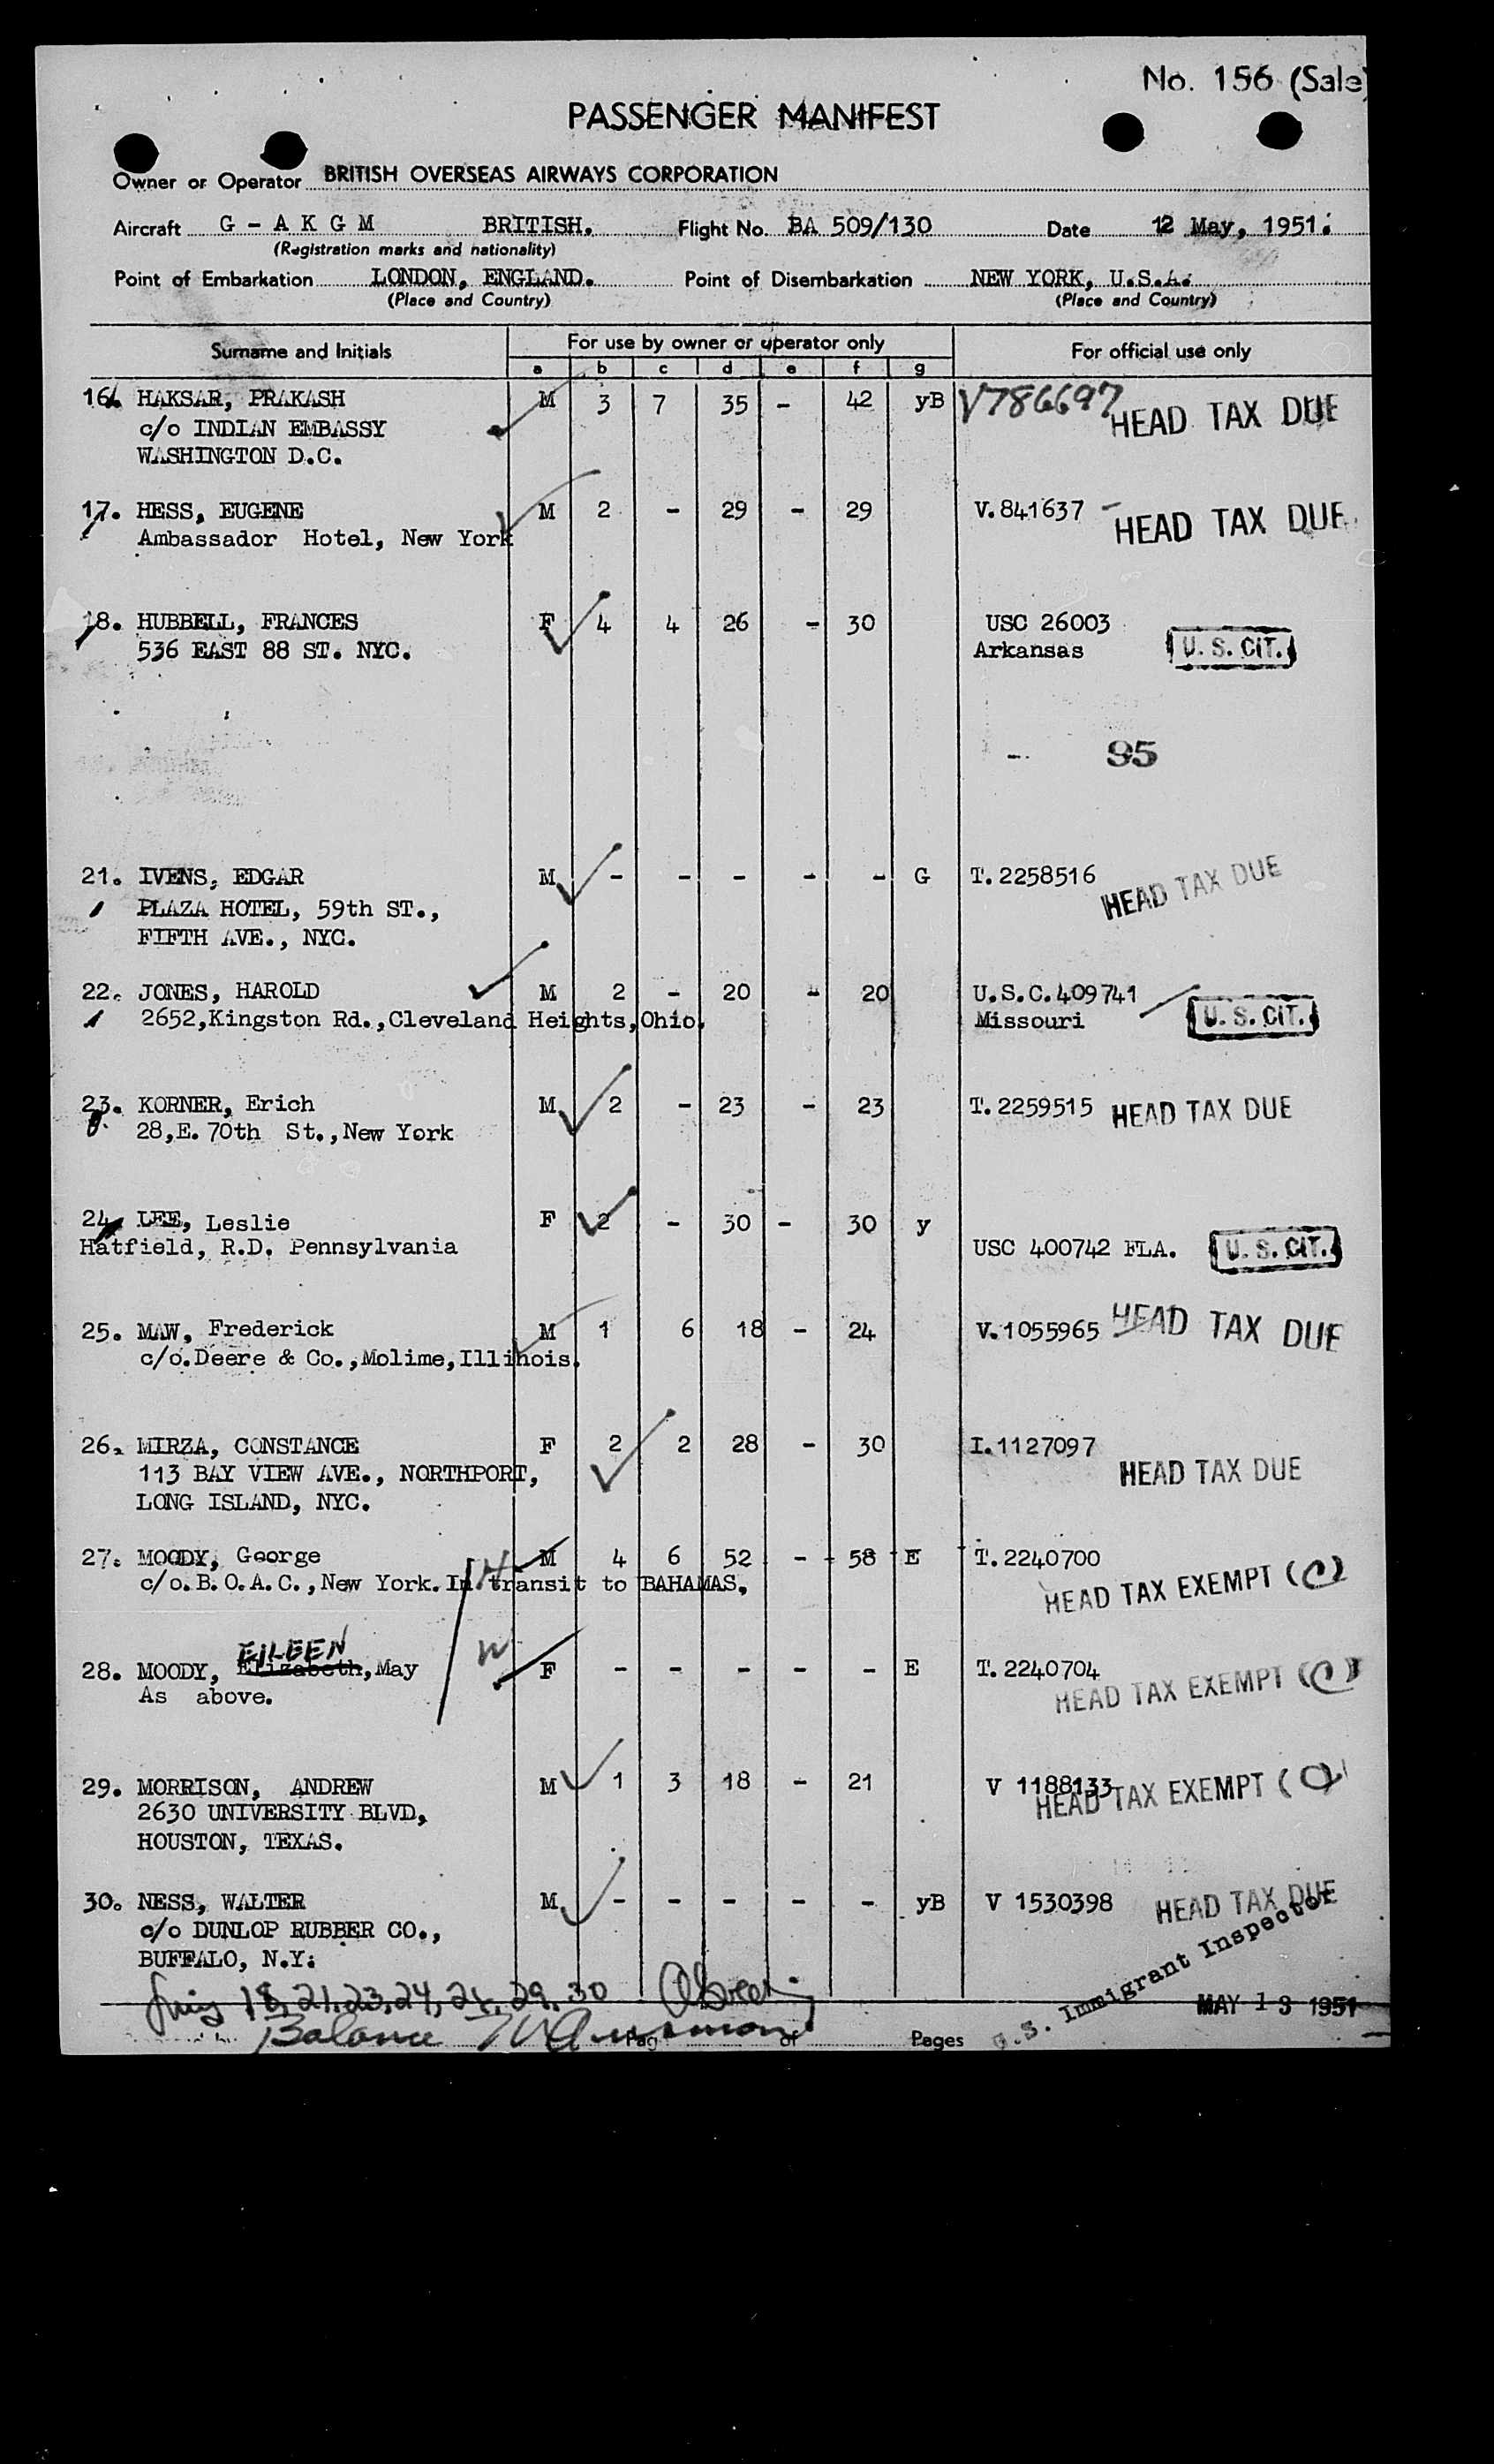 No. 156 (Sale)
PASSENGER MANIFEST
Owner or Operator BRITISH OVERSEAS AIRWAYS CORPORATION
Aircraft G - A K G M BRITISH. Flight No. BA 509/130 Date 12 May, 1951.
(Registration marks and nationality)
Point of Embarkation LONDON, ENGLAND. Point of Disembarkation NEW YORK, U.S.A.
(Place and Country) (Place and Country)
Surname and Initials For use by owner or operator only For official use only
a b c d e f g
16. HAKSAR, PRAKASH M 3 7 35 - 42 yB V786697 HEAD TAX DUE
c/o INDIAN EMBASSY
WASHINGTON D.C.
17. HESS, EUGENE M 2 - 29 - 29 V.841637 - HEAD TAX DUE
Ambassador Hotel, New York
18. HUBBELL, FRANCES F 4 4 26 - 30 USC 26003
536 EAST 88 ST. NYC. Arkansas U. S. CIT.
- 95
21. IVENS, EDGAR M - - - - - G T.2258516 HEAD TAX DUE
PLAZA HOTEL, 59th ST.,
FIFTH AVE., NYC.
22. JONES, HAROLD M 2 - 20 - 20 U.S.C.409741
2652,Kingston Rd.,Cleveland Heights,Ohio. Missouri U. S. CIT.
23. KORNER, Erich M 2 - 23 - 23 T.2259515 HEAD TAX DUE
28,E. 70th St.,New York
24. LEE, Leslie F 2 - 30 - 30 y
Hatfield, R.D. Pennsylvania USC 400742 FLA. U. S. CIT.
25. MAW, Frederick M 1 6 18 - 24 V.1055965 HEAD TAX DUE
c/o.Deere & Co.,Molime,Illinois.
26. MIRZA, CONSTANCE F 2 2 28 - 30 I.1127097
113 BAY VIEW AVE., NORTHPORT, HEAD TAX DUE
LONG ISLAND, NYC.
27. MOODY, George H M 4 6 52 - 58 E T.2240700
c/o.B.O.A.C.,New York.In transit to BAHAMAS. HEAD TAX EXEMPT (C)
EILEEN
28. MOODY, Elizabeth,May W F - - - - - E T.2240704
As above. HEAD TAX EXEMPT (C)
29. MORRISON, ANDREW M 1 3 18 - 21 V 1188133
2630 UNIVERSITY BLVD, HEAD TAX EXEMPT (
HOUSTON, TEXAS.
30. NESS, WALTER M - - - - - yB V 1530398 HEAD TAX DUE
c/o DUNLOP RUBBER CO.,
BUFFALO, N.Y.
18, 21, 23, 24, 29, 30
U.S. Immigrant Inspector
MAY 13 1951
Balance
Page of Pages